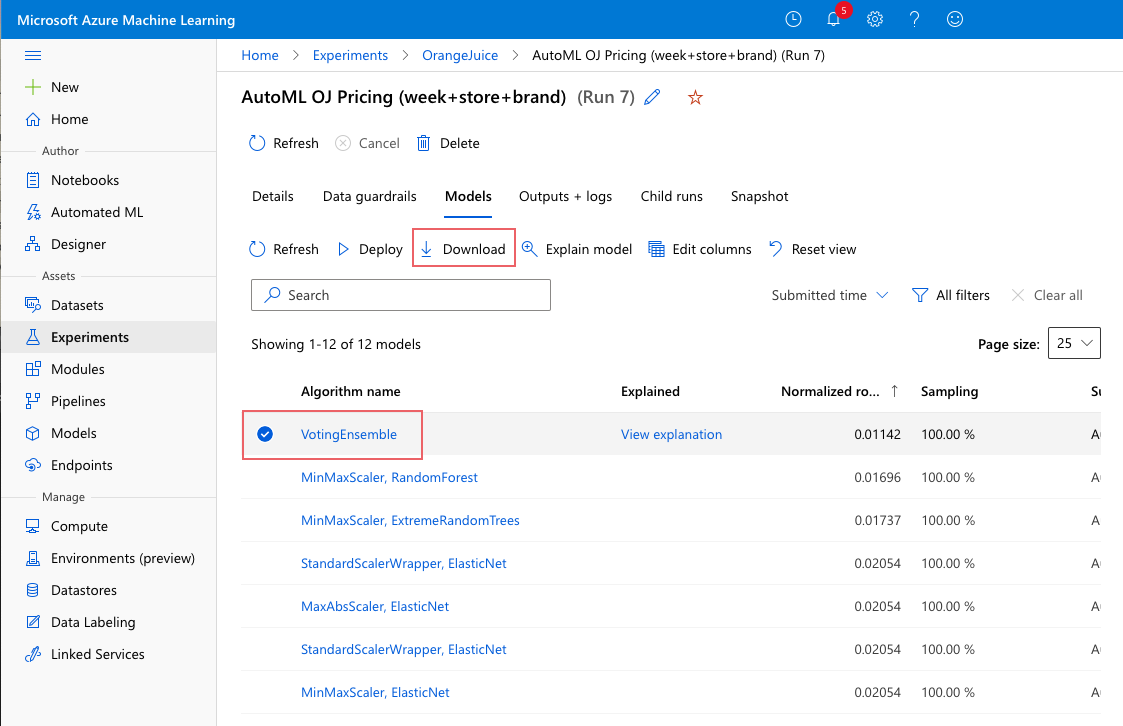 Microsoft Azure Machine Learning
5
?
New
Home
Author
Notebooks
Automated ML
Designer
Assets
Datasets
Experiments
Modules
Pipelines
Models
Endpoints
Manage
Compute
Environments (preview)
Datastores
Data Labeling
Linked Services
Home > Experiments > OrangeJuice > AutoML OJ Pricing (week+store+brand) (Run 7)
AutoML OJ Pricing (week+store+brand) (Run 7)
Refresh Cancel Delete
Details Data guardrails Models Outputs + logs Child runs Snapshot
Refresh Deploy Download Explain model Edit columns Reset view
Search Submitted time All filters Clear all
Showing 1-12 of 12 models Page size: 25
Algorithm name Explained Normalized ro... ↑ Sampling
VotingEnsemble View explanation 0.01142 100.00 %
MinMaxScaler, RandomForest 0.01696 100.00 %
MinMaxScaler, ExtremeRandomTrees 0.01737 100.00 %
StandardScalerWrapper, ElasticNet 0.02054 100.00 %
MaxAbsScaler, ElasticNet 0.02054 100.00 %
StandardScalerWrapper, ElasticNet 0.02054 100.00 %
MinMaxScaler, ElasticNet 0.02054 100.00 %